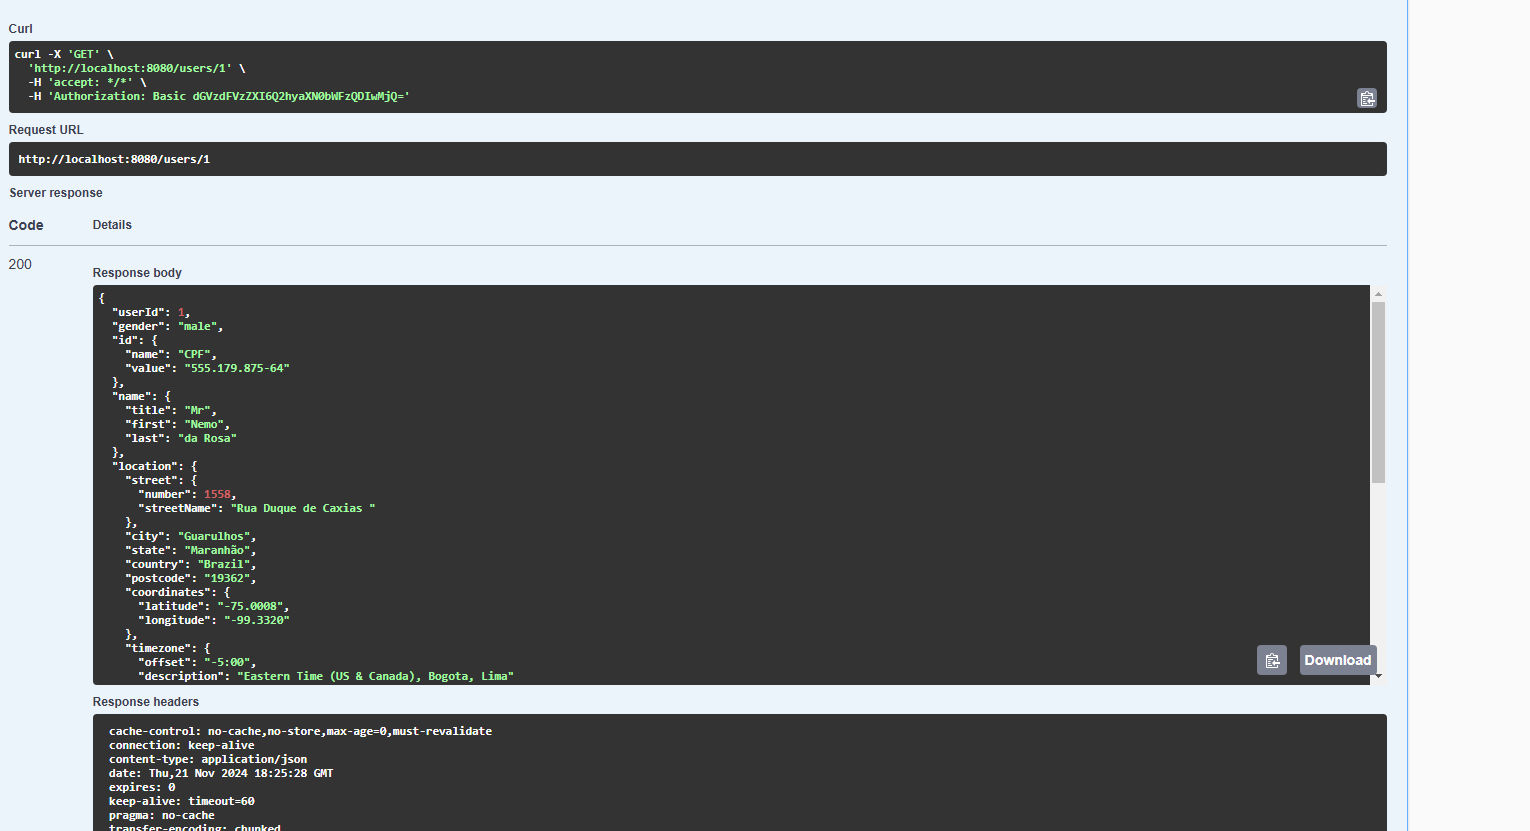 Curl
curl -X 'GET' \
  'http://localhost:8080/users/1' \
  -H 'accept: */*' \
  -H 'Authorization: Basic dGVzdFVzZXI6Q2hyaXN0bWFzQDIwMjQ='
Request URL
http://localhost:8080/users/1
Server response
Code Details
200
Response body
{
  "userId": 1,
  "gender": "male",
  "id": {
    "name": "CPF",
    "value": "555.179.875-64"
  },
  "name": {
    "title": "Mr",
    "first": "Nemo",
    "last": "da Rosa"
  },
  "location": {
    "street": {
      "number": 1558,
      "streetName": "Rua Duque de Caxias "
    },
    "city": "Guarulhos",
    "state": "Maranhão",
    "country": "Brazil",
    "postcode": "19362",
    "coordinates": {
      "latitude": "-75.0008",
      "longitude": "-99.3320"
    },
    "timezone": {
      "offset": "-5:00",
      "description": "Eastern Time (US & Canada), Bogota, Lima"
Download
Response headers
cache-control: no-cache,no-store,max-age=0,must-revalidate
connection: keep-alive
content-type: application/json
date: Thu,21 Nov 2024 18:25:28 GMT
expires: 0
keep-alive: timeout=60
pragma: no-cache
transfer-encoding: chunked